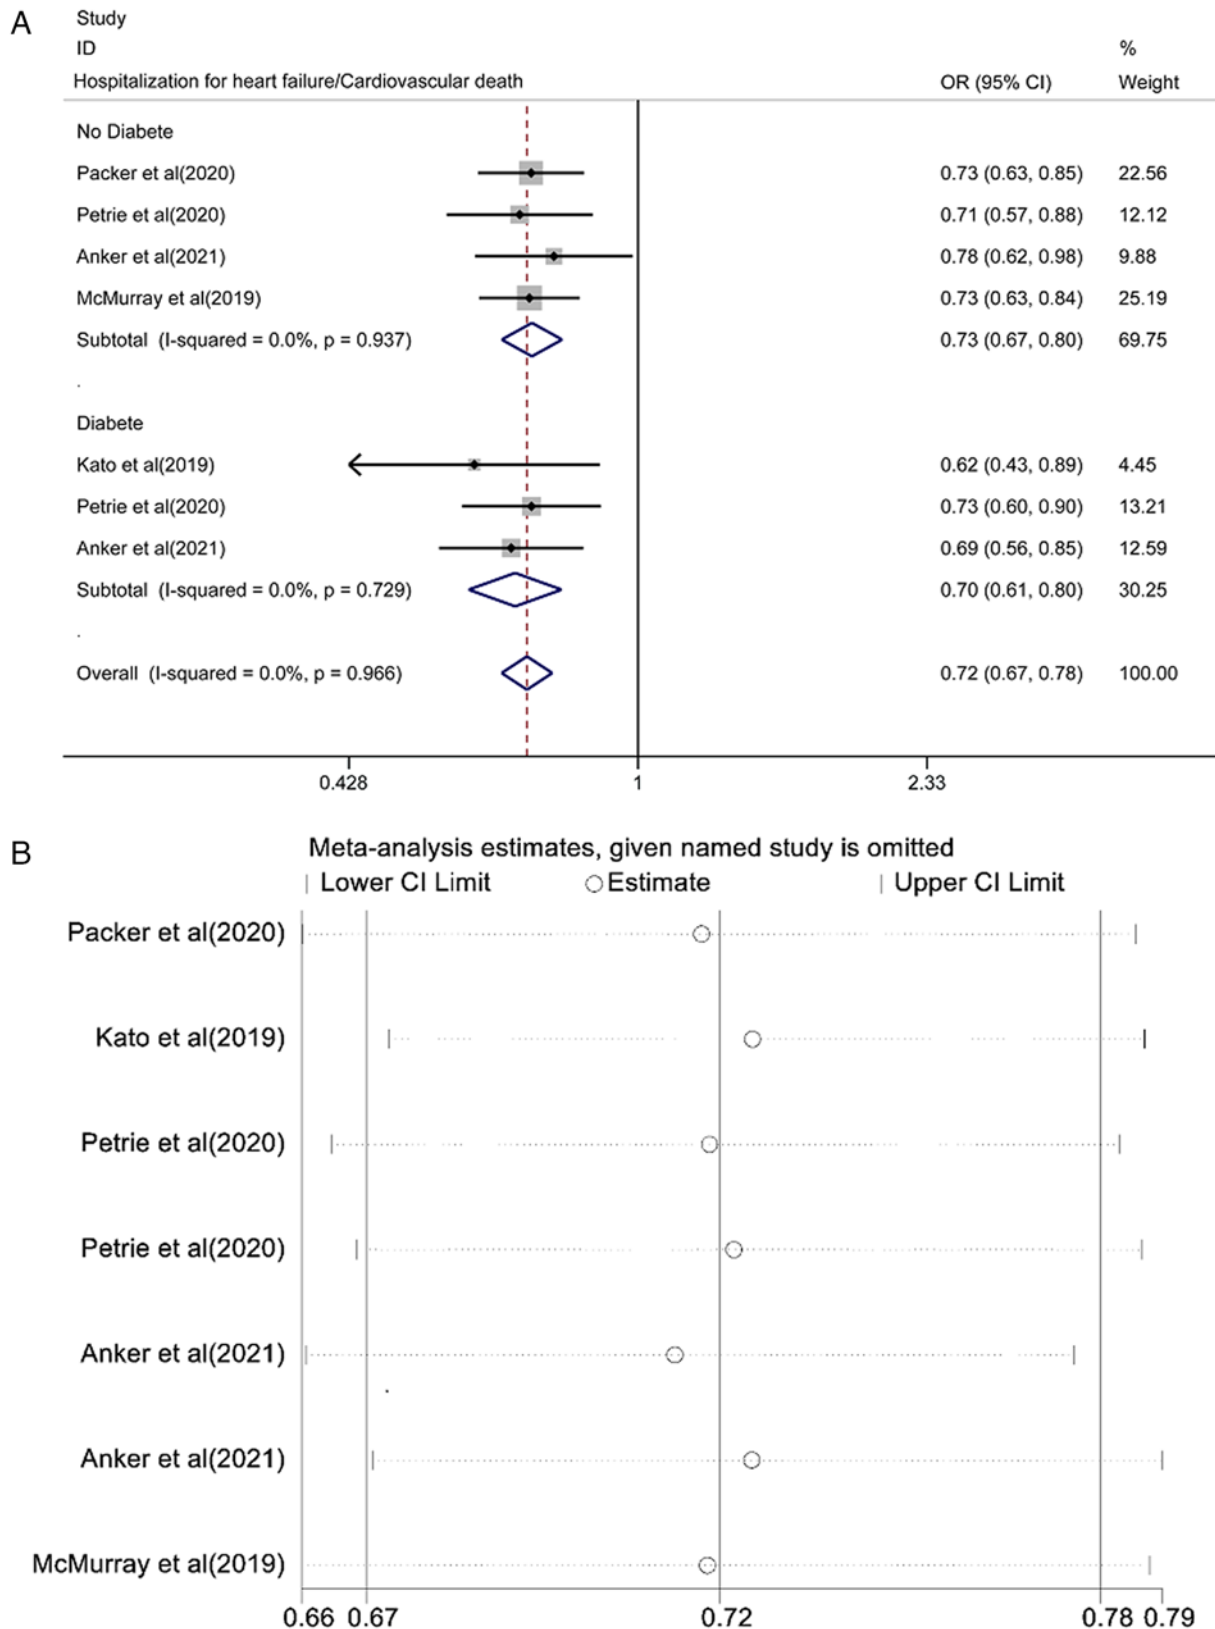 A
Study
ID %
Hospitalization for heart failure/Cardiovascular death OR (95% CI) Weight
No Diabete
Packer et al(2020) 0.73 (0.63, 0.85) 22.56
Petrie et al(2020) 0.71 (0.57, 0.88) 12.12
Anker et al(2021) 0.78 (0.62, 0.98) 9.88
McMurray et al(2019) 0.73 (0.63, 0.84) 25.19
Subtotal (I-squared = 0.0%, p = 0.937) 0.73 (0.67, 0.80) 69.75
.
Diabete
Kato et al(2019) 0.62 (0.43, 0.89) 4.45
Petrie et al(2020) 0.73 (0.60, 0.90) 13.21
Anker et al(2021) 0.69 (0.56, 0.85) 12.59
Subtotal (I-squared = 0.0%, p = 0.729) 0.70 (0.61, 0.80) 30.25
.
Overall (I-squared = 0.0%, p = 0.966) 0.72 (0.67, 0.78) 100.00
0.428 1 2.33
B
Meta-analysis estimates, given named study is omitted
| Lower CI Limit ○ Estimate | Upper CI Limit
Packer et al(2020)
Kato et al(2019)
Petrie et al(2020)
Petrie et al(2020)
Anker et al(2021)
Anker et al(2021)
McMurray et al(2019)
0.66 0.67 0.72 0.78 0.79